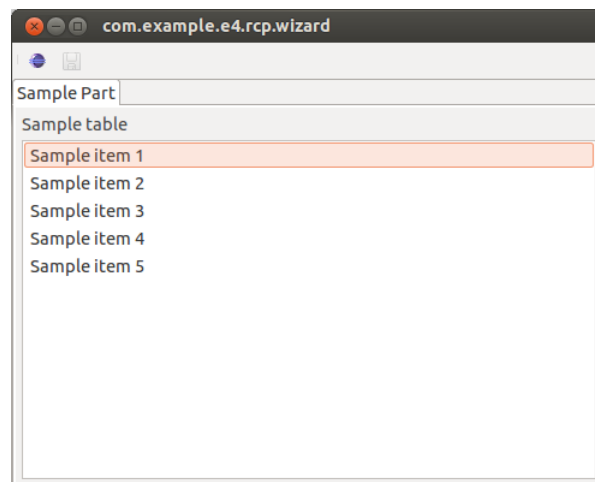 com.example.e4.rcp.wizard
Sample Part
Sample table
Sample item 1
Sample item 2
Sample item 3
Sample item 4
Sample item 5